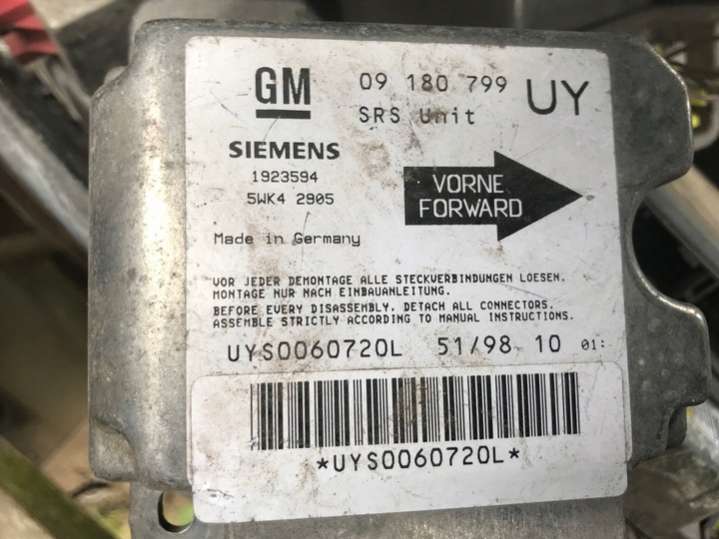 GM 09 180 799 UY
SRS Unit
SIEMENS
1923594
5WK4 2905
VORNE
FORWARD
Made in Germany
VOR JEDER DEMONTAGE ALLE STECKVERBINDUNGEN LOESEN.
MONTAGE NUR NACH EINBAUANLEITUNG.
BEFORE EVERY DISASSEMBLY, DETACH ALL CONNECTORS.
ASSEMBLE STRICTLY ACCORDING TO MANUAL INSTRUCTIONS.
UYS0060720L 51/98 10 01:
*UYS0060720L*